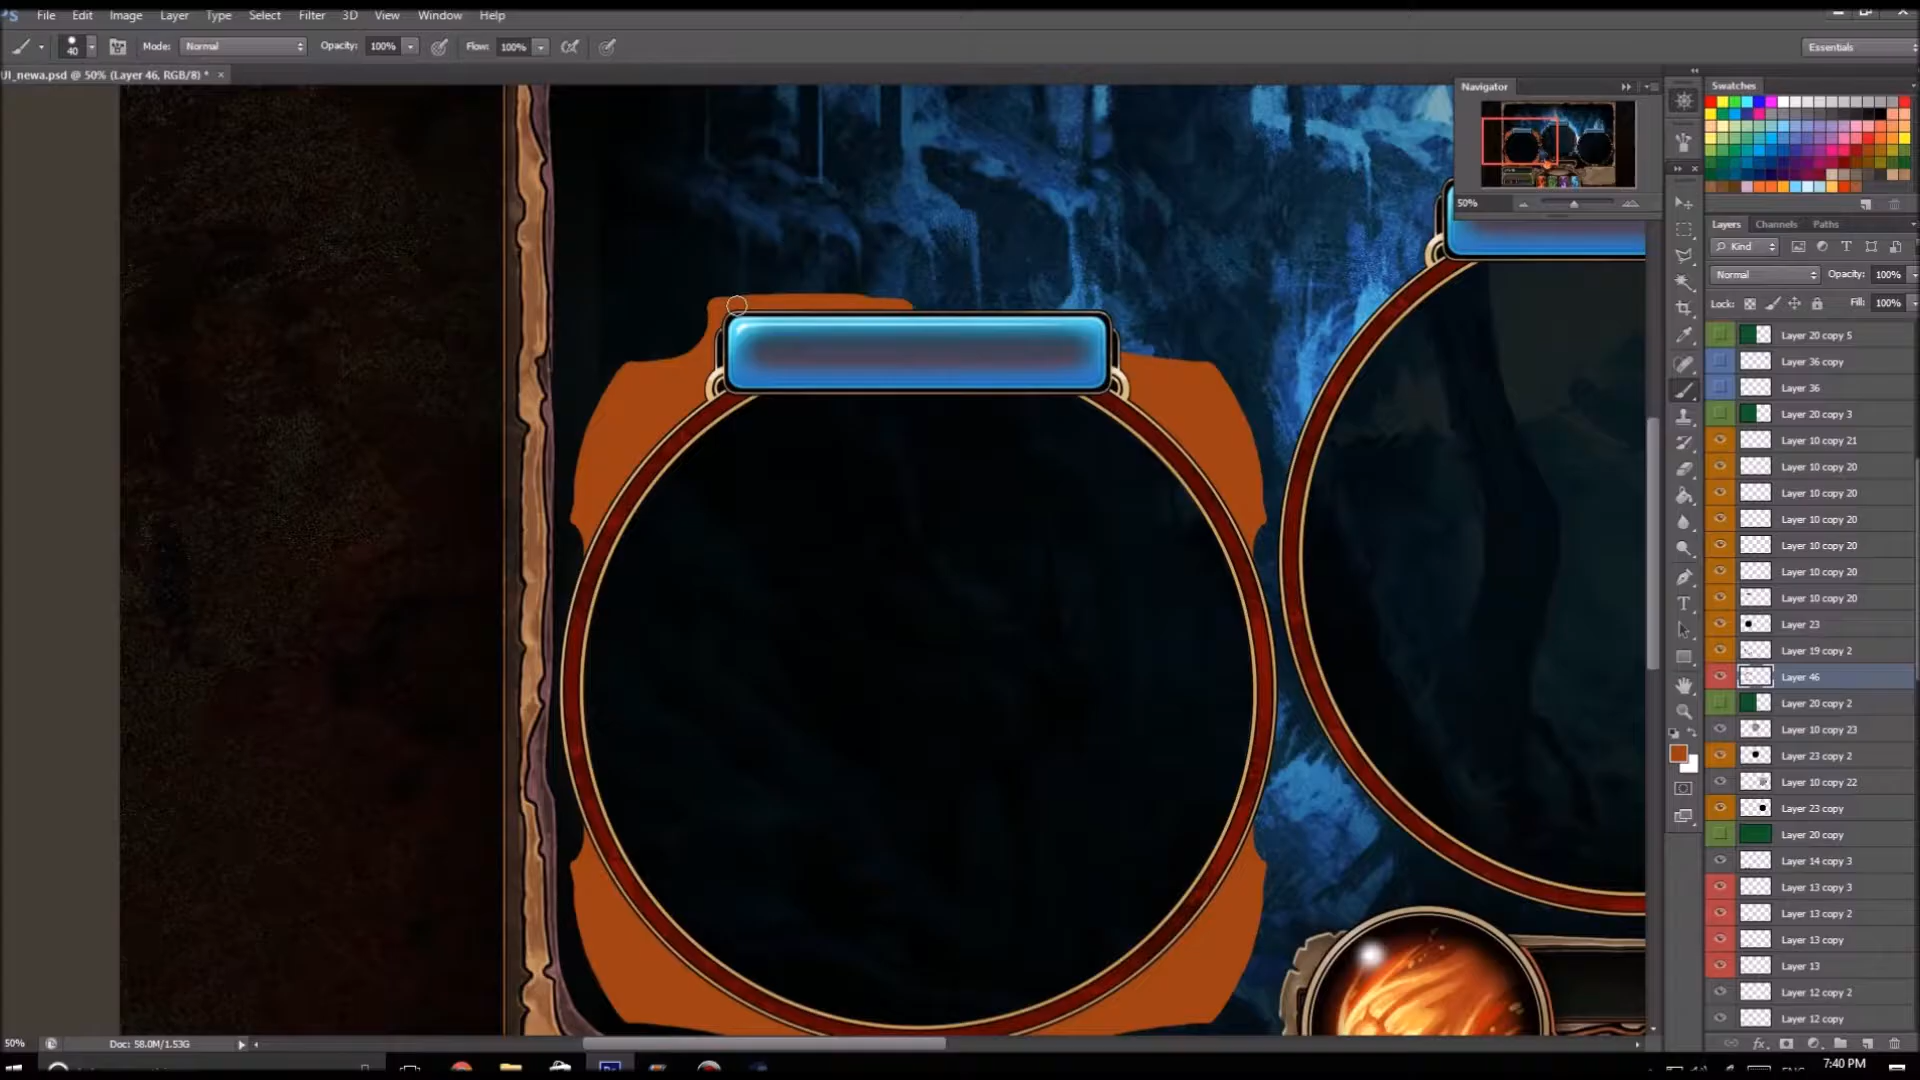 File Edit Image Layer Type Select Filter 3D View Window Help
40 Mode: Normal Opacity: 100% Flow: 100% Essentials
UI_newa.psd @ 50% (Layer 46, RGB/8) * ×
Navigator
50%
Swatches
Layers Channels Paths
Kind
Normal Opacity: 100%
Lock: Fill: 100%
Layer 20 copy 5
Layer 36 copy
Layer 36
Layer 20 copy 3
Layer 10 copy 21
Layer 10 copy 20
Layer 10 copy 20
Layer 10 copy 20
Layer 10 copy 20
Layer 10 copy 20
Layer 10 copy 20
Layer 23
Layer 19 copy 2
Layer 46
Layer 20 copy 2
Layer 10 copy 23
Layer 23 copy 2
Layer 10 copy 22
Layer 23 copy
Layer 20 copy
Layer 14 copy 3
Layer 13 copy 3
Layer 13 copy 2
Layer 13 copy
Layer 13
Layer 12 copy 2
Layer 12 copy
50% Doc: 58.0M/1.53G
7:40 PM